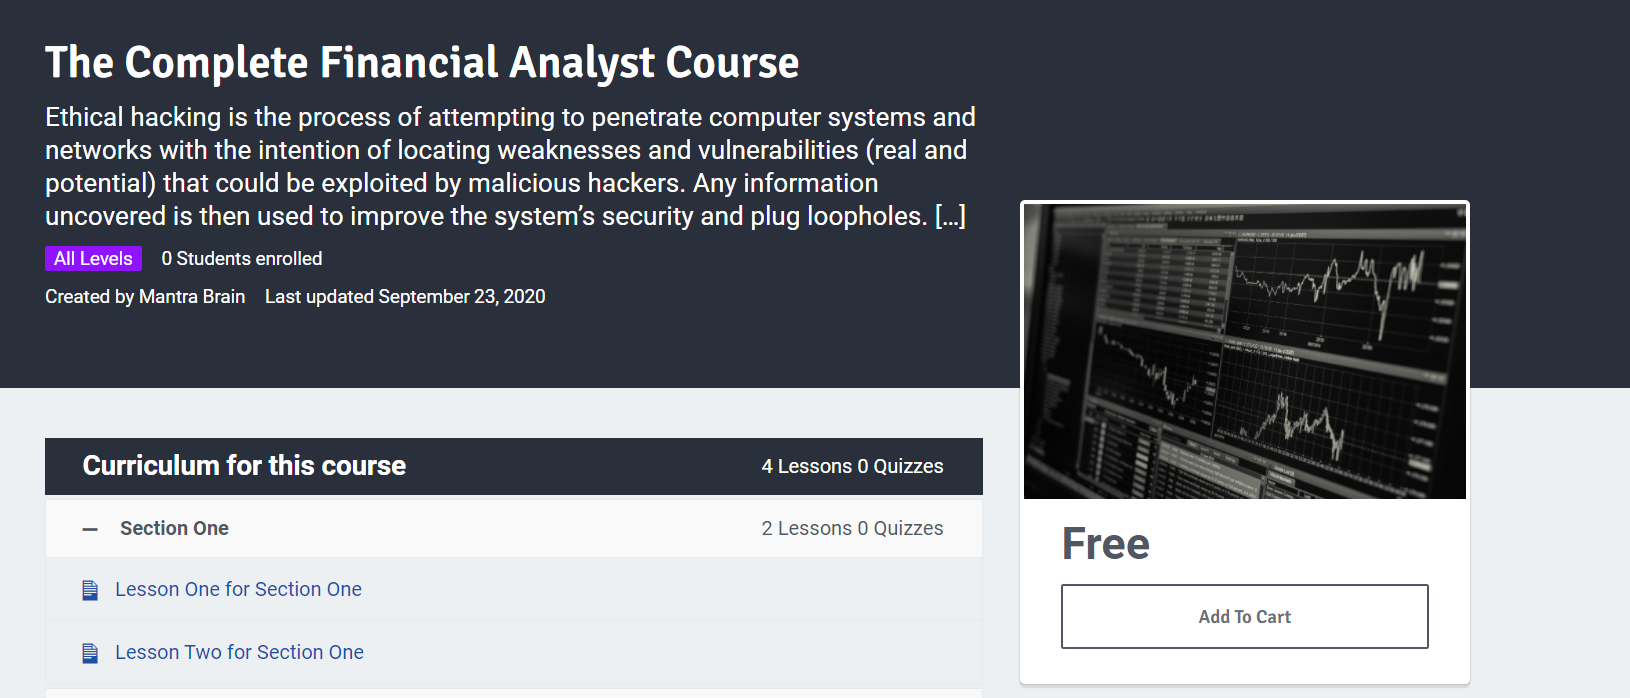 The Complete Financial Analyst Course
Ethical hacking is the process of attempting to penetrate computer systems and
networks with the intention of locating weaknesses and vulnerabilities (real and
potential) that could be exploited by malicious hackers. Any information
uncovered is then used to improve the system’s security and plug loopholes. [...]
All Levels 0 Students enrolled
Created by Mantra Brain Last updated September 23, 2020
Curriculum for this course 4 Lessons 0 Quizzes
– Section One 2 Lessons 0 Quizzes
Lesson One for Section One
Lesson Two for Section One
Free
Add To Cart